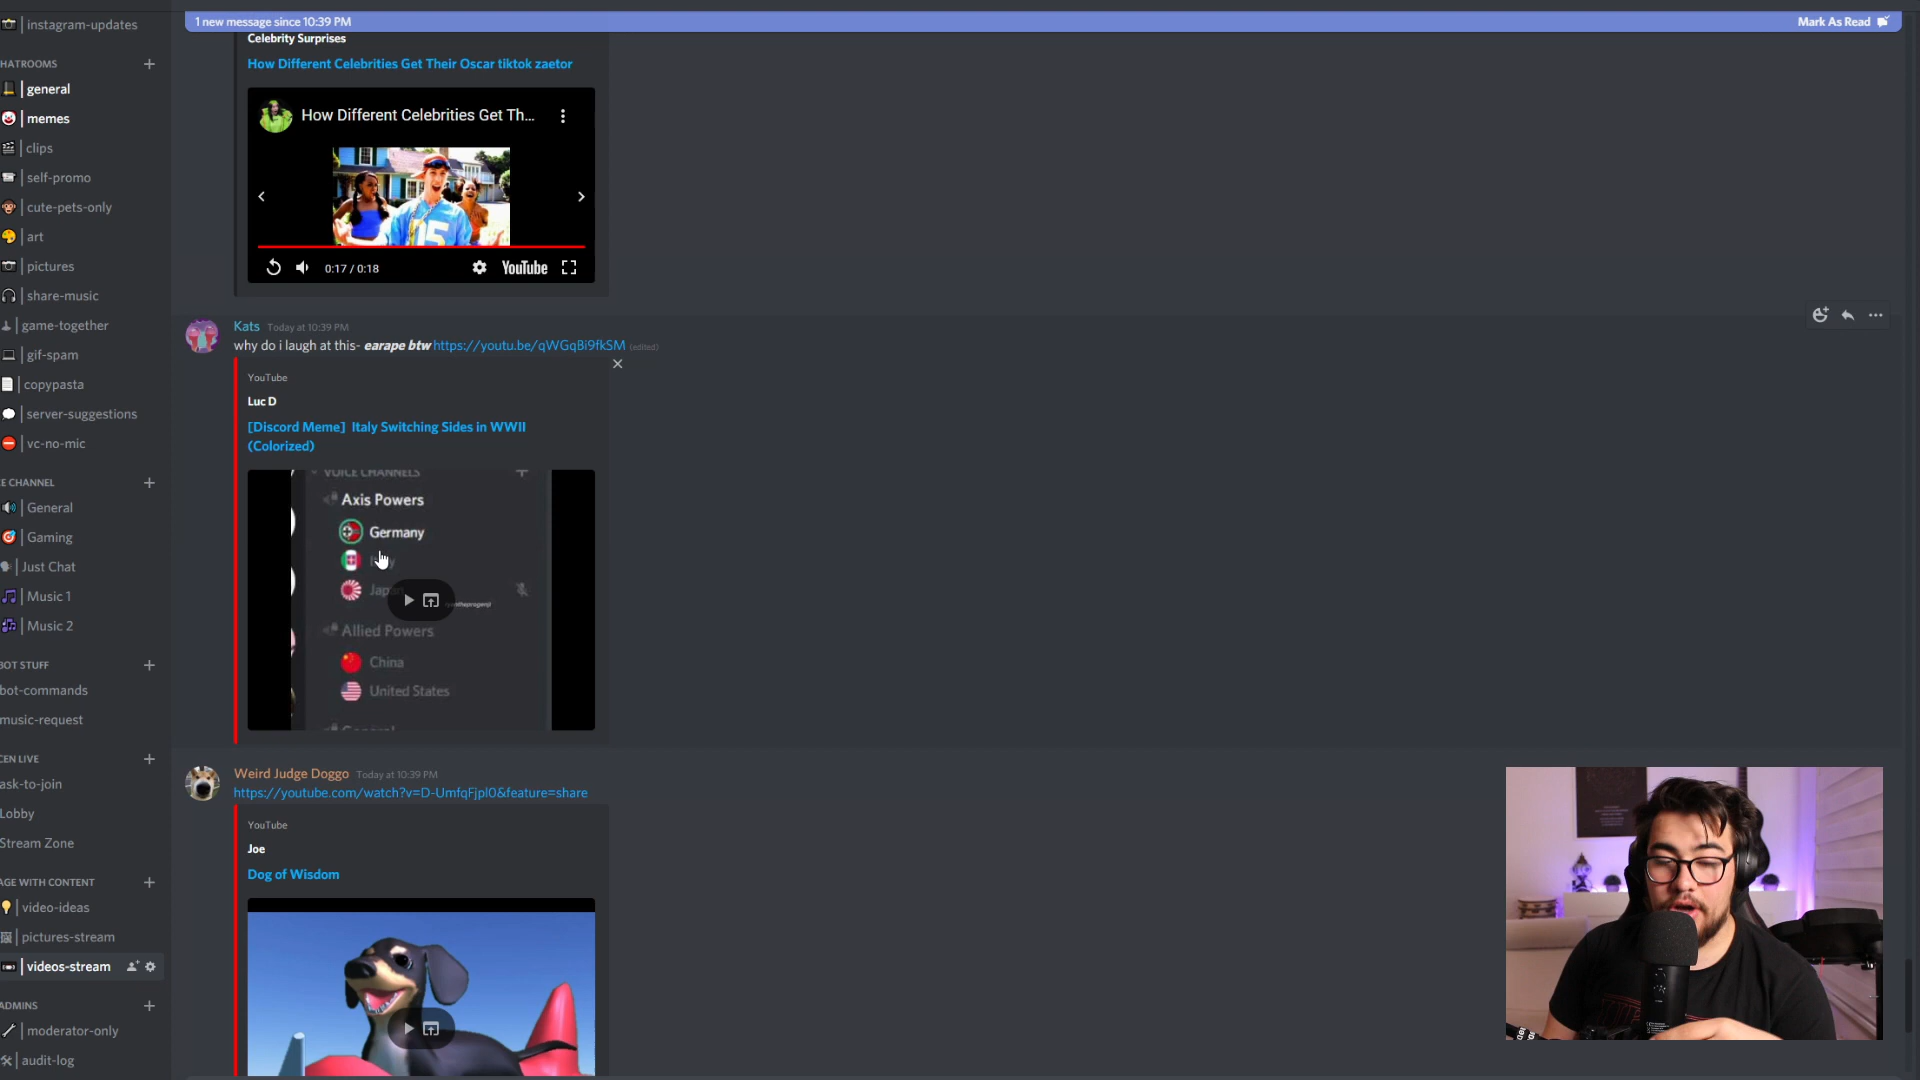 instagram-updates
HATROOMS
general
memes
clips
self-promo
cute-pets-only
art
pictures
share-music
game-together
gif-spam
copypasta
server-suggestions
vc-no-mic
E CHANNEL
General
Gaming
Just Chat
Music 1
Music 2
BOT STUFF
bot-commands
music-request
CEN LIVE
ask-to-join
Lobby
Stream Zone
AGE WITH CONTENT
video-ideas
pictures-stream
videos-stream
ADMINS
moderator-only
audit-log
1 new message since 10:39 PM
Mark As Read
Celebrity Surprises
How Different Celebrities Get Their Oscar tiktok zaetor
How Different Celebrities Get Th...
15
0:17 / 0:18
YouTube
Kats Today at 10:39 PM
why do i laugh at this- earape btw https://youtu.be/qWGqBi9fkSM (edited)
YouTube
Luc D
[Discord Meme] Italy Switching Sides in WWII
(Colorized)
VOICE CHANNELS
Axis Powers
Germany
Allied Powers
China
United States
General
Weird Judge Doggo Today at 10:39 PM
https://youtube.com/watch?v=D-UmfqFjpl0&feature=share
YouTube
Joe
Dog of Wisdom